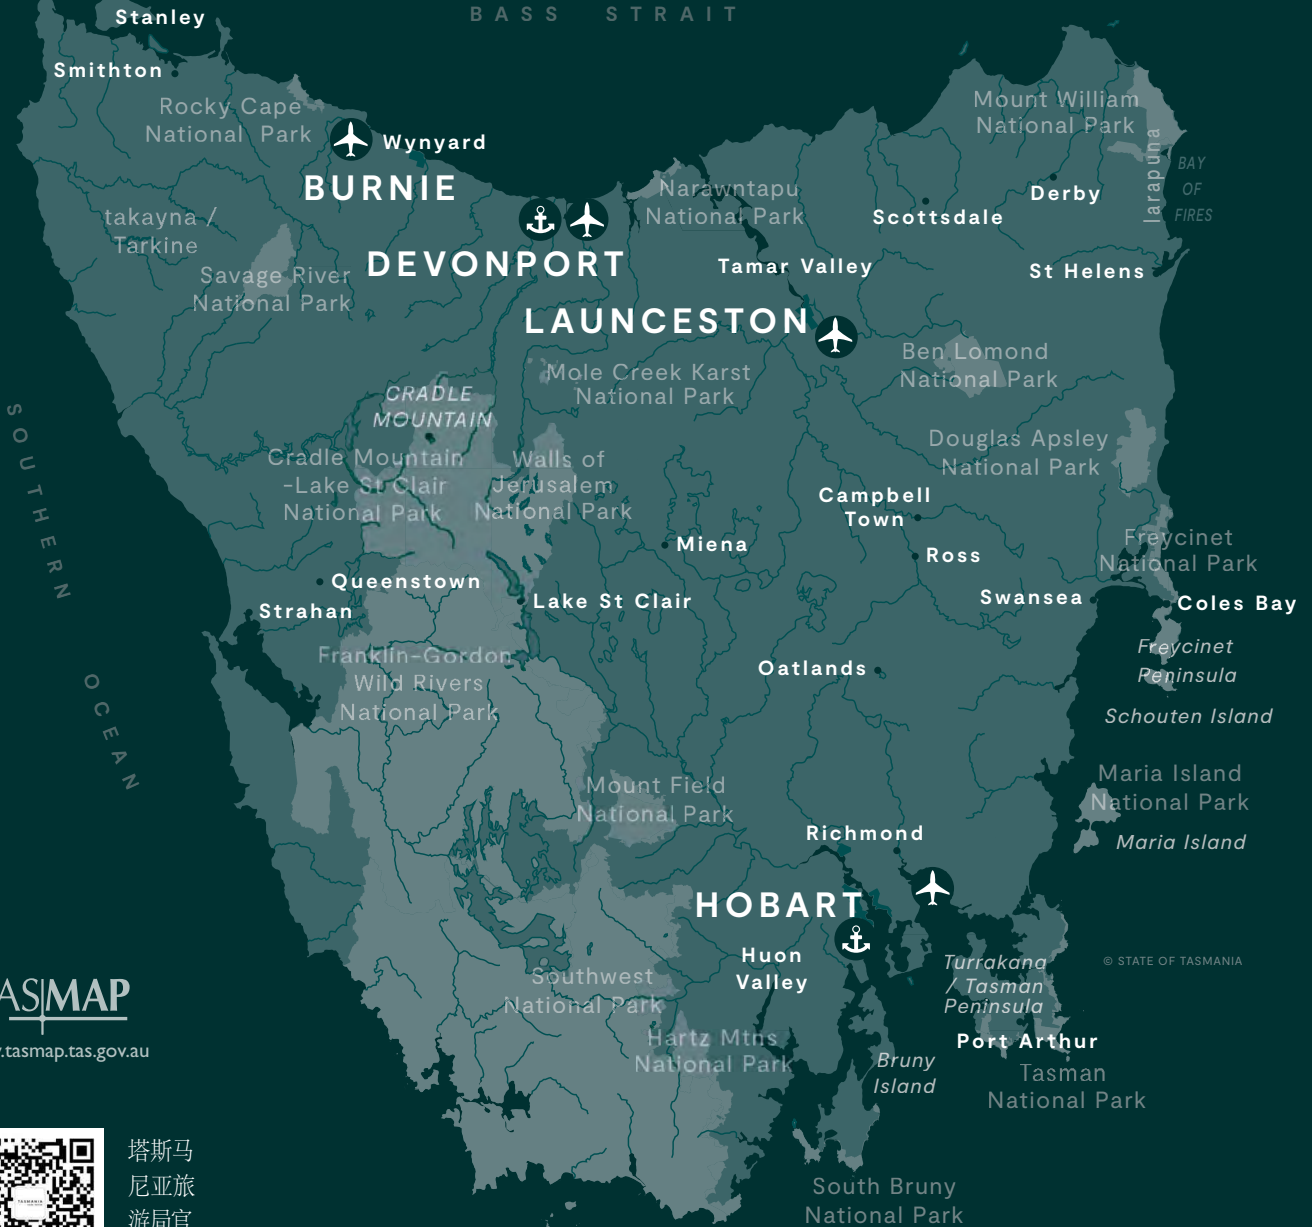 BASS STRAIT
Stanley
Smithton
Rocky Cape
National Park
Wynyard
BURNIE
Mount William
National Park
larapuna
BAY
OF
FIRES
Derby
Scottsdale
Narawntapu
National Park
takayna /
Tarkine
Savage River
National Park
DEVONPORT
Tamar Valley
St Helens
LAUNCESTON
Ben Lomond
National Park
Mole Creek Karst
National Park
CRADLE
MOUNTAIN
SOUTHERN OCEAN
Cradle Mountain
-Lake St Clair
National Park
Walls of
Jerusalem
National Park
Douglas Apsley
National Park
Campbell
Town
Miena
Ross
Freycinet
National Park
Queenstown
Strahan
Lake St Clair
Swansea
Coles Bay
Freycinet
Peninsula
Franklin-Gordon
Wild Rivers
National Park
Oatlands
Schouten Island
Mount Field
National Park
Maria Island
National Park
Maria Island
Richmond
HOBART
Huon
Valley
Turrakana
/ Tasman
Peninsula
© STATE OF TASMANIA
Southwest
National Park
Hartz Mtns
National Park
Port Arthur
Tasman
National Park
Bruny
Island
South Bruny
National Park
AS|MAP
.tasmap.tas.gov.au
塔斯马
尼亚旅
游局官